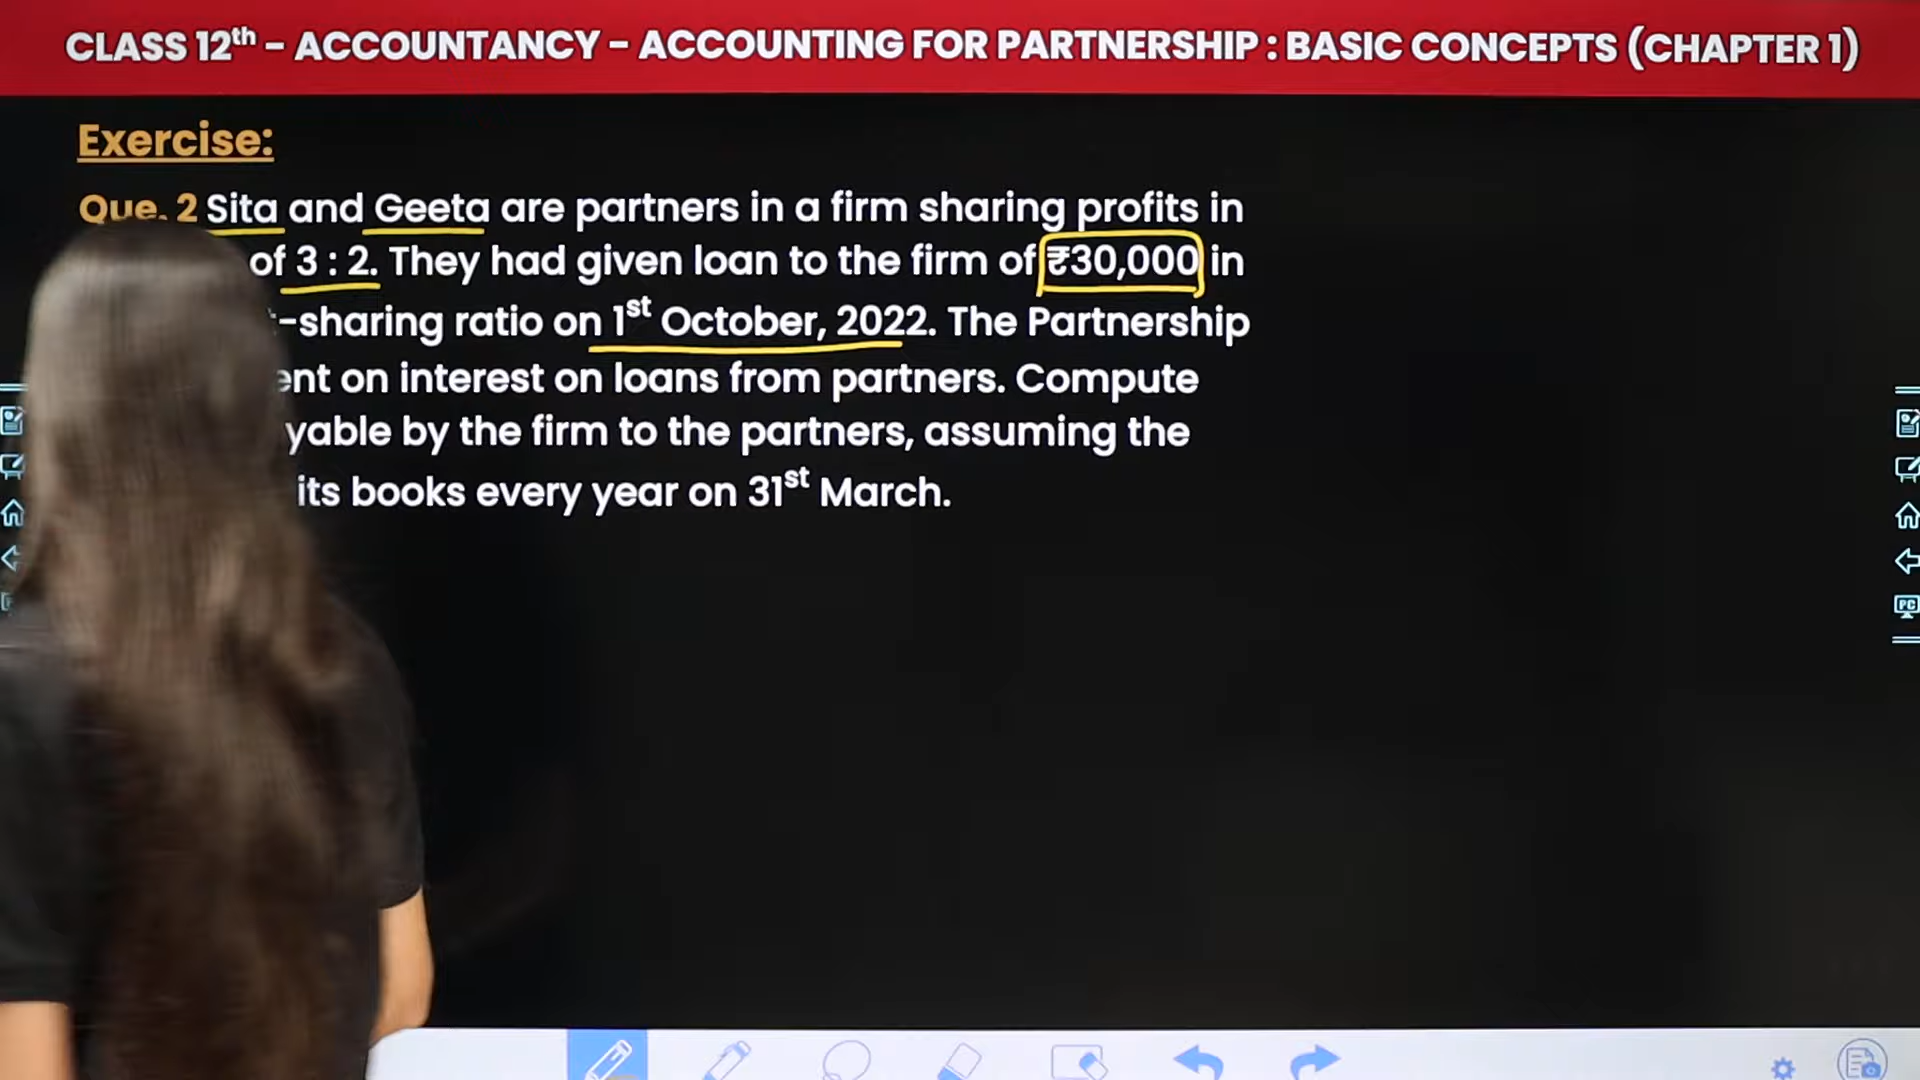 CLASS 12th – ACCOUNTANCY – ACCOUNTING FOR PARTNERSHIP : BASIC CONCEPTS (CHAPTER 1)
Exercise:
Que. 2 Sita and Geeta are partners in a firm sharing profits in
of 3 : 2. They had given loan to the firm of ₹30,000 in
-sharing ratio on 1st October, 2022. The Partnership
on interest on loans from partners. Compute
by the firm to the partners, assuming the
its books every year on 31st March.
PC